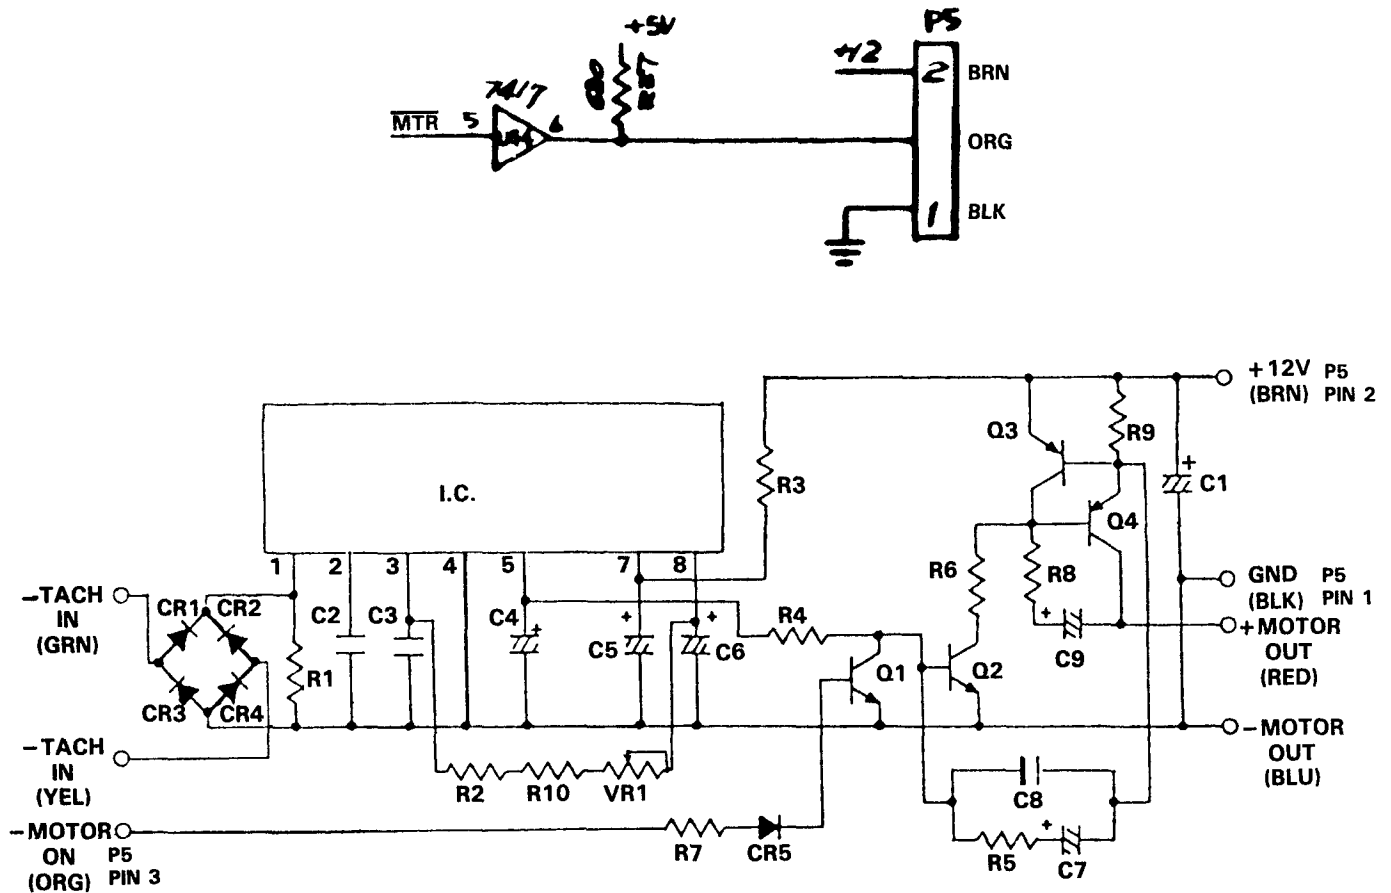 +5V
P5
680
R57
+12
2 BRN
7417
MTR 5 6
ORG
1 BLK
+12V P5
(BRN) PIN 2
Q3
R9
R3
+
C1
I.C.
Q4
1 2 3 4 5 7 8
-TACH
IN
(GRN)
CR1 CR2
R6
R8
GND P5
(BLK) PIN 1
C2 C3 C4 + + C5 + C6
R4
+
C9
+MOTOR
OUT
(RED)
R1
Q1
Q2
CR3 CR4
-TACH
IN
(YEL)
-MOTOR
OUT
(BLU)
R2 R10 VR1
C8
-MOTOR
ON P5
(ORG) PIN 3
R7 CR5
R5 + C7